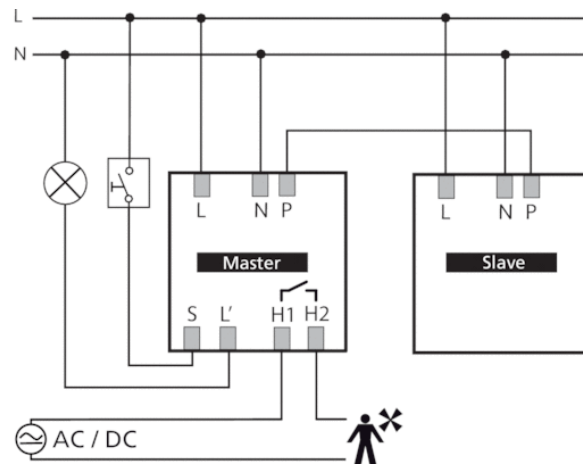 L
N
L N P
L N P
Master
Slave
S L' H1 H2
AC / DC